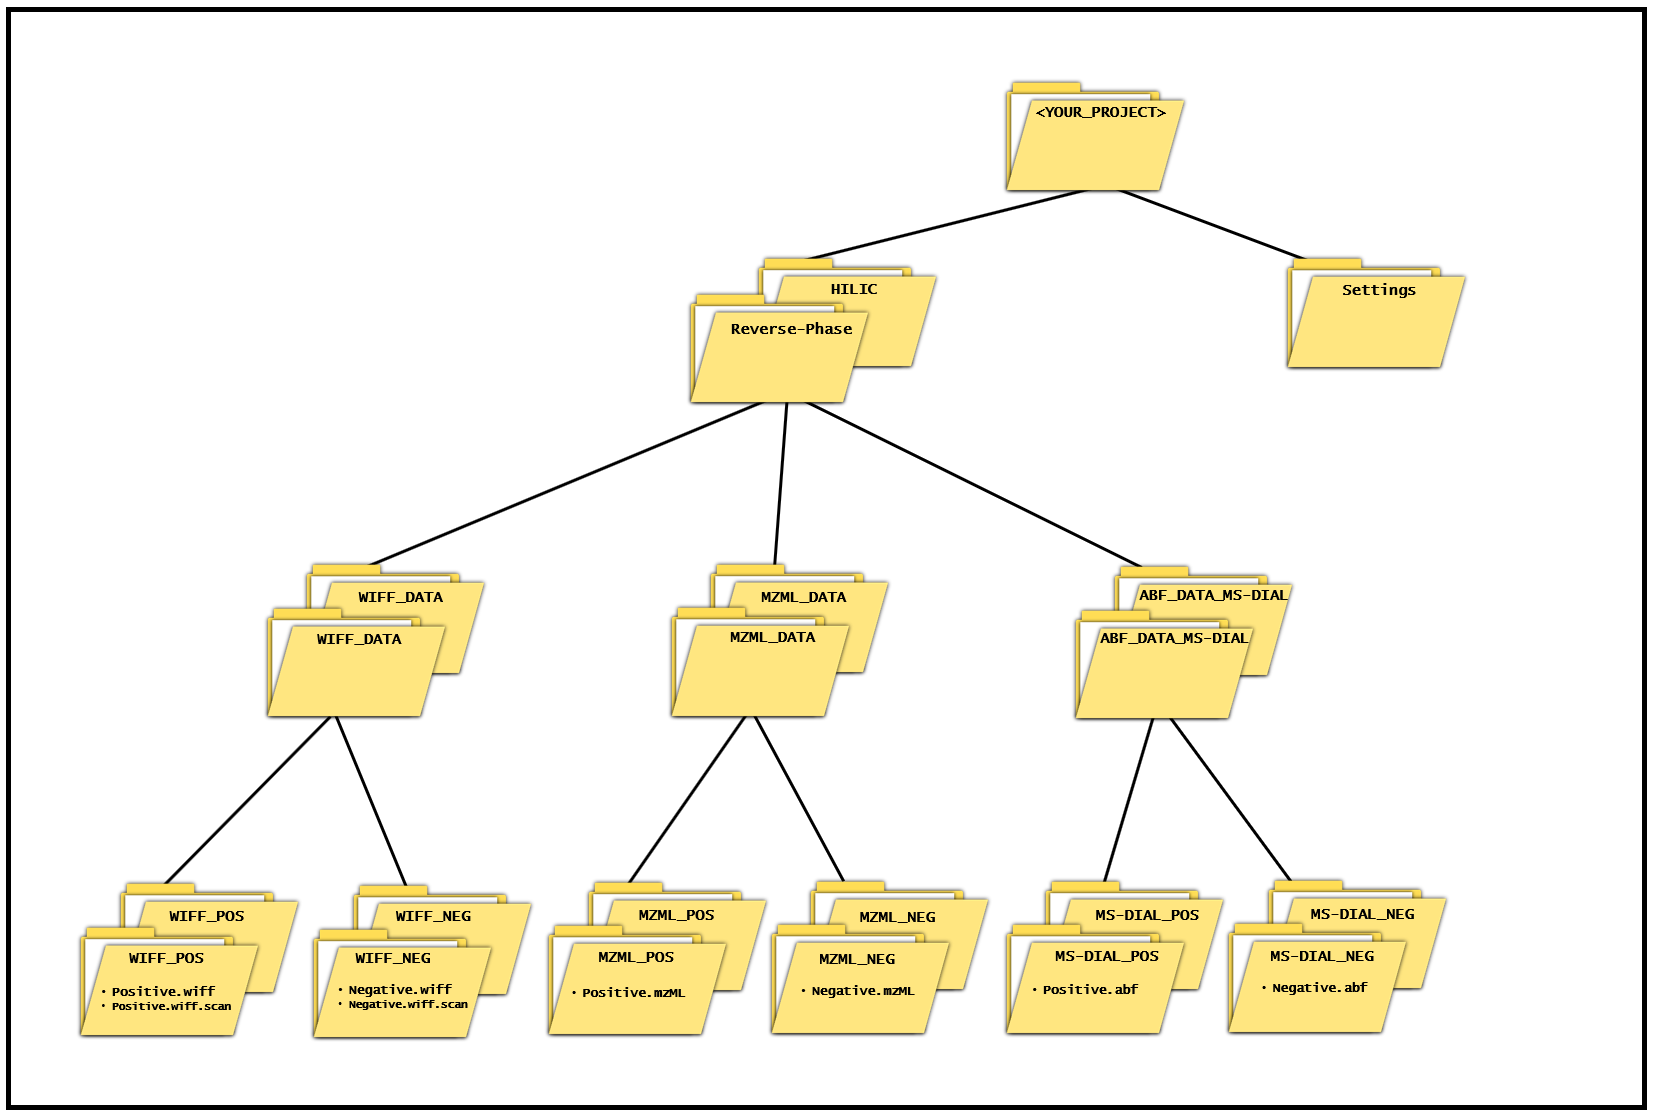 <YOUR_PROJECT>
HILIC
Settings
Reverse-Phase
WIFF_DATA
MZML_DATA
ABF_DATA_MS-DIAL
WIFF_DATA
MZML_DATA
ABF_DATA_MS-DIAL
WIFF_POS
WIFF_NEG
MZML_POS
MZML_NEG
MS-DIAL_POS
MS-DIAL_NEG
WIFF_POS
• Positive.wiff
• Positive.wiff.scan
WIFF_NEG
• Negative.wiff
• Negative.wiff.scan
MZML_POS
• Positive.mzML
MZML_NEG
• Negative.mzML
MS-DIAL_POS
• Positive.abf
MS-DIAL_NEG
• Negative.abf